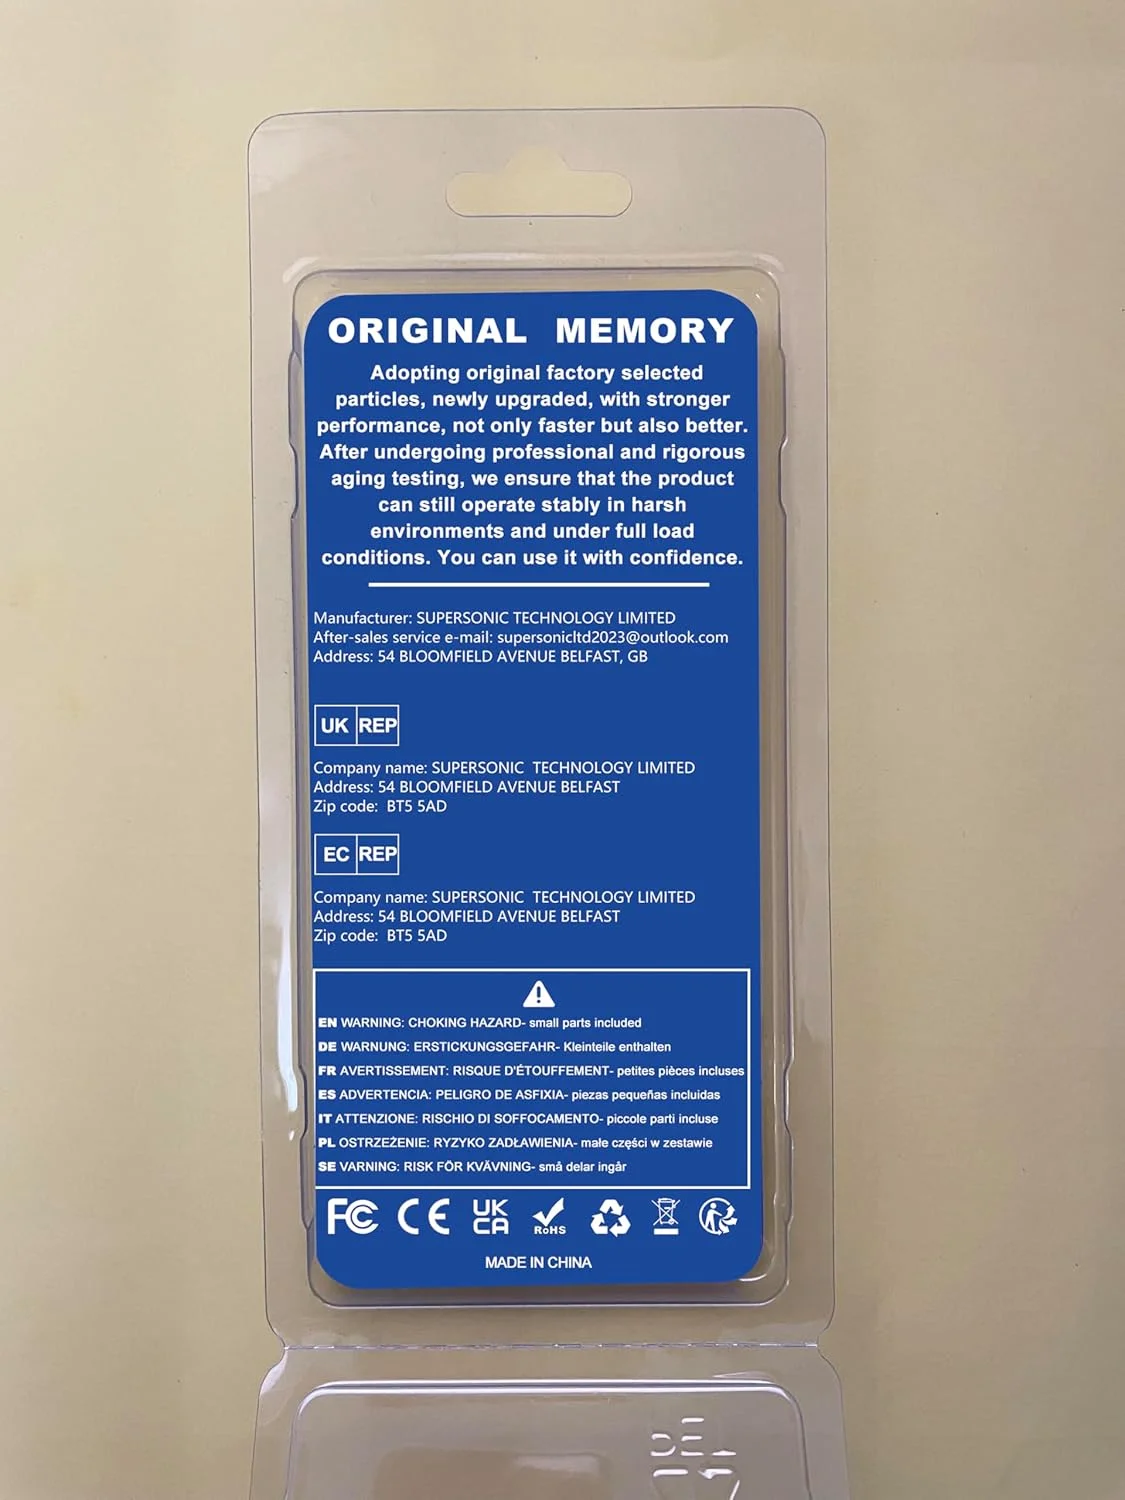 ORIGINAL MEMORY
Adopting original factory selected
particles, newly upgraded, with stronger
performance, not only faster but also better.
After undergoing professional and rigorous
aging testing, we ensure that the product
can still operate stably in harsh
environments and under full load
conditions. You can use it with confidence.
Manufacturer: SUPERSONIC TECHNOLOGY LIMITED
After-sales service e-mail: supersonicltd2023@outlook.com
Address: 54 BLOOMFIELD AVENUE BELFAST, GB
UK REP
Company name: SUPERSONIC TECHNOLOGY LIMITED
Address: 54 BLOOMFIELD AVENUE BELFAST
Zip code: BT5 5AD
EC REP
Company name: SUPERSONIC TECHNOLOGY LIMITED
Address: 54 BLOOMFIELD AVENUE BELFAST
Zip code: BT5 5AD
EN WARNING: CHOKING HAZARD- small parts included
DE WARNUNG: ERSTICKUNGSGEFAHR- Kleinteile enthalten
FR AVERTISSEMENT: RISQUE D'ÉTOUFFEMENT- petites pièces incluses
ES ADVERTENCIA: PELIGRO DE ASFIXIA- piezas pequeñas incluidas
IT ATTENZIONE: RISCHIO DI SOFFOCAMENTO- piccole parti incluse
PL OSTRZEŻENIE: RYZYKO ZADŁAWIENIA- małe części w zestawie
SE VARNING: RISK FÖR KVÄVNING- små delar ingår
FC CE UK CA RoHS
MADE IN CHINA